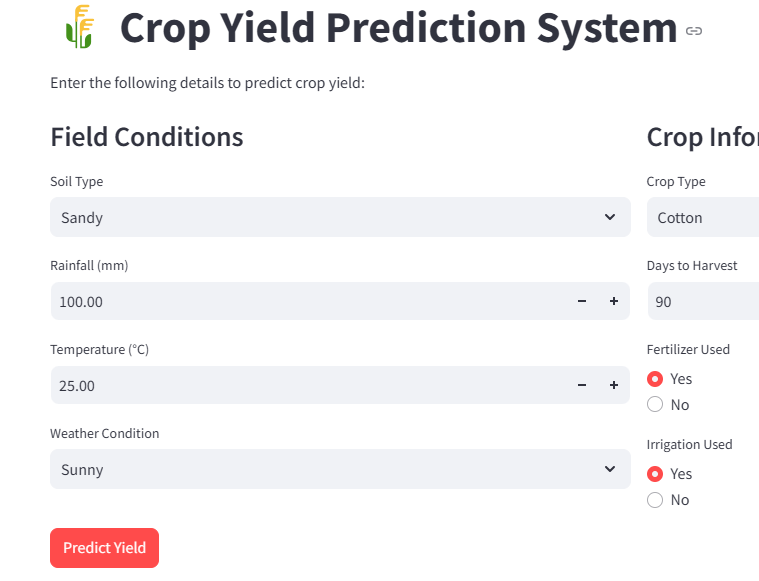 Crop Yield Prediction System
Enter the following details to predict crop yield:
Field Conditions
Soil Type
Sandy
Rainfall (mm)
100.00
Temperature (°C)
25.00
Weather Condition
Sunny
Predict Yield
Crop
Crop Type
Cotton
Days to Harvest
90
Fertilizer Used
Yes
No
Irrigation Used
Yes
No